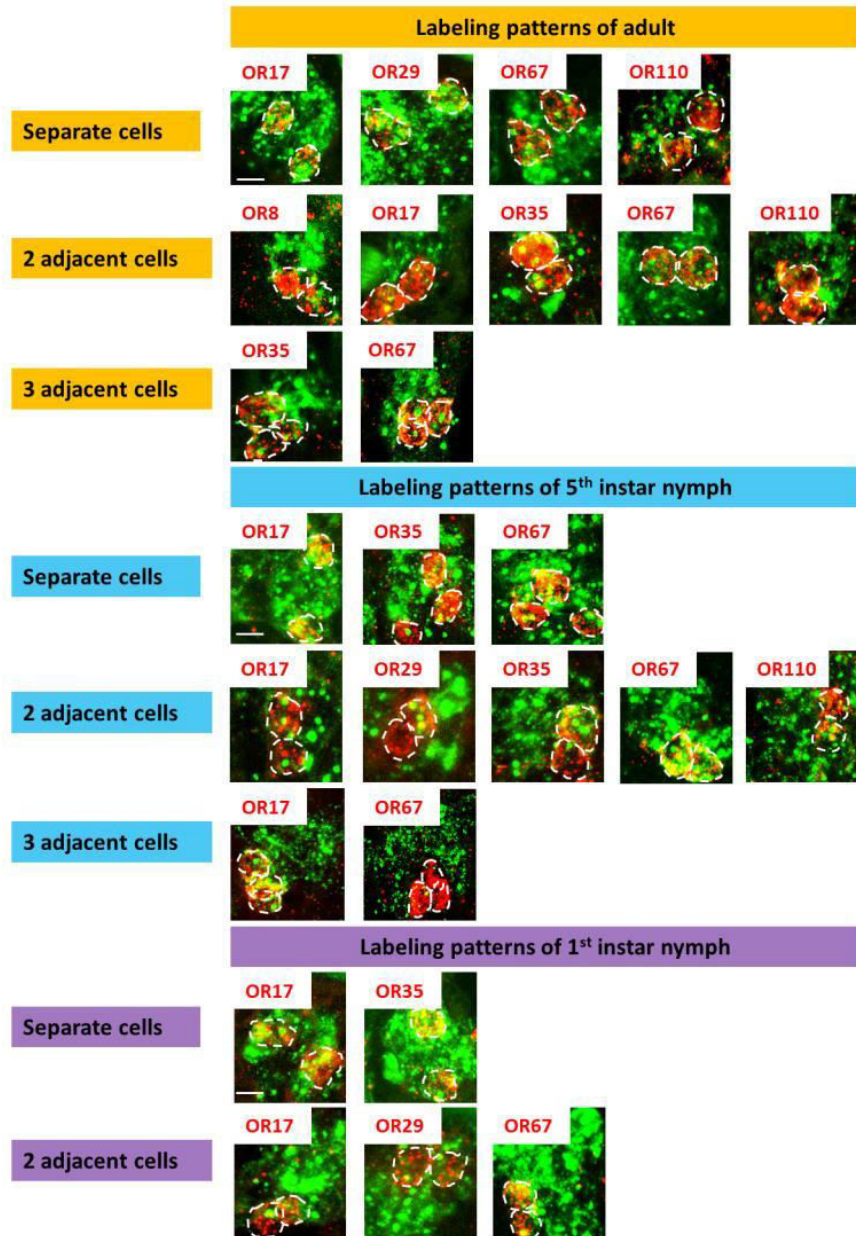 Labeling patterns of adult
OR17 OR29 OR67 OR110
Separate cells
OR8 OR17 OR35 OR67 OR110
2 adjacent cells
OR35 OR67
3 adjacent cells
Labeling patterns of 5th instar nymph
OR17 OR35 OR67
Separate cells
OR17 OR29 OR35 OR67 OR110
2 adjacent cells
OR17 OR67
3 adjacent cells
Labeling patterns of 1st instar nymph
OR17 OR35
Separate cells
OR17 OR29 OR67
2 adjacent cells